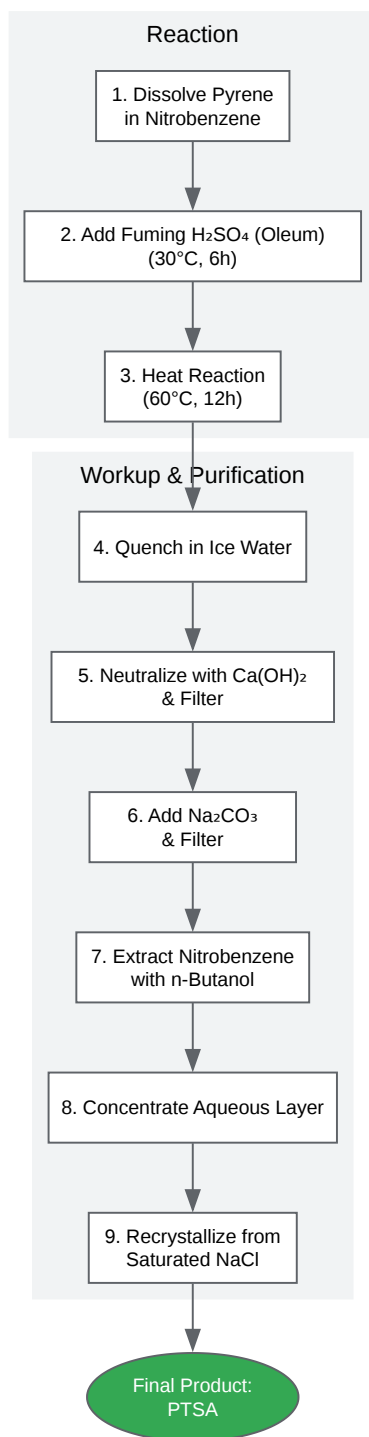 Reaction
1. Dissolve Pyrene
in Nitrobenzene
2. Add Fuming H₂SO₄ (Oleum)
(30°C, 6h)
3. Heat Reaction
(60°C, 12h)
Workup & Purification
4. Quench in Ice Water
5. Neutralize with Ca(OH)₂
& Filter
6. Add Na₂CO₃
& Filter
7. Extract Nitrobenzene
with n-Butanol
8. Concentrate Aqueous Layer
9. Recrystallize from
Saturated NaCl
Final Product:
PTSA